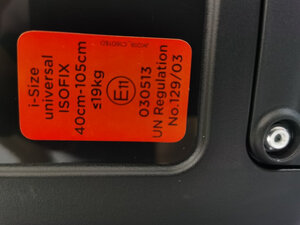 i-Size
universal
ISOFIX
40cm-105cm
≤19kg
E11
030513
UN Regulation
No.129/03